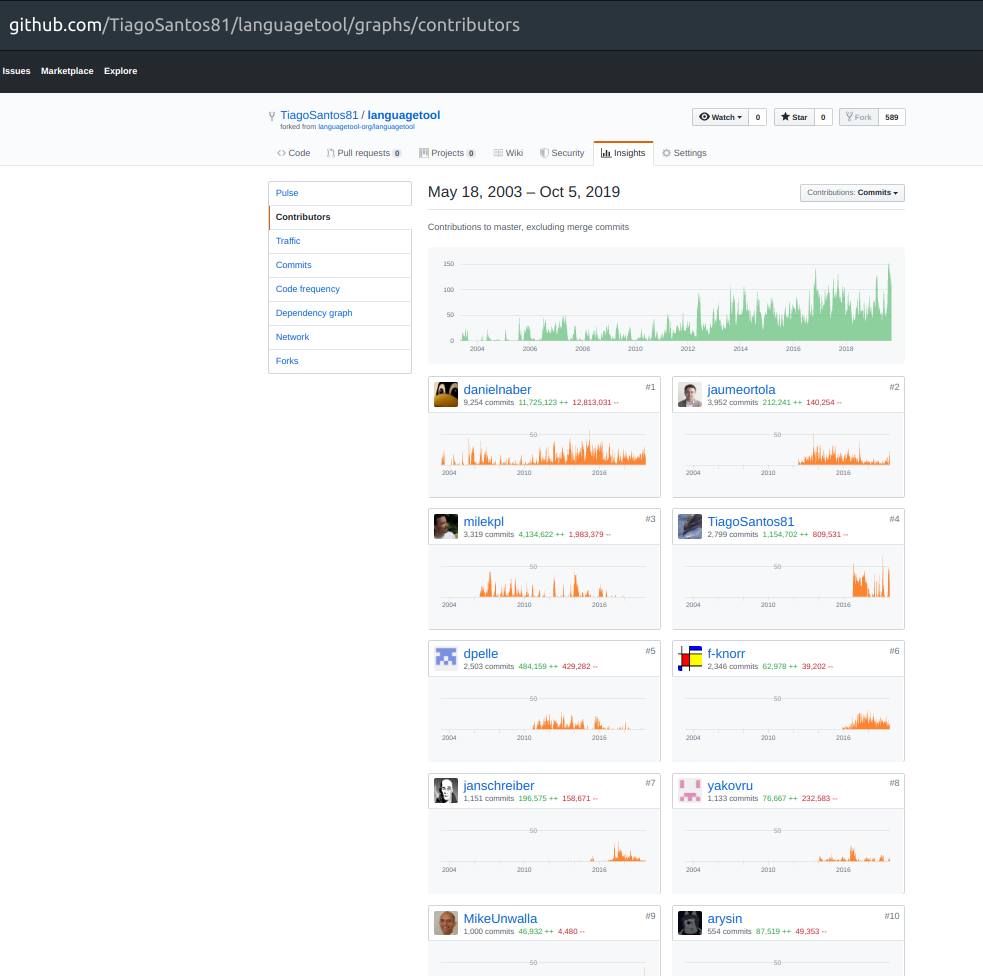 github.com/TiagoSantos81/languagetool/graphs/contributors
Issues Marketplace Explore
TiagoSantos81 / languagetool
forked from languagetool-org/languagetool
Watch 0 Star 0 Fork 589
Code Pull requests 0 Projects 0 Wiki Security Insights Settings
Pulse
Contributors
Traffic
Commits
Code frequency
Dependency graph
Network
Forks
May 18, 2003 – Oct 5, 2019
Contributions: Commits
Contributions to master, excluding merge commits
150
100
50
0
2004 2006 2008 2010 2012 2014 2016 2018
danielnaber #1
9,254 commits 11,725,123 ++ 12,813,031 --
50
2004 2010 2016
jaumeortola #2
3,952 commits 212,241 ++ 140,254 --
50
2004 2010 2016
milekpl #3
3,319 commits 4,134,622 ++ 1,983,379 --
50
2004 2010 2016
TiagoSantos81 #4
2,799 commits 1,154,702 ++ 809,531 --
50
2004 2010 2016
dpelle #5
2,503 commits 484,159 ++ 429,282 --
50
2004 2010 2016
f-knorr #6
2,346 commits 62,978 ++ 39,202 --
50
2004 2010 2016
janschreiber #7
1,151 commits 196,575 ++ 158,671 --
50
2004 2010 2016
yakovru #8
1,133 commits 76,667 ++ 232,583 --
50
2004 2010 2016
MikeUnwalla #9
1,000 commits 46,932 ++ 4,480 --
50
arysin #10
554 commits 87,519 ++ 49,353 --
50